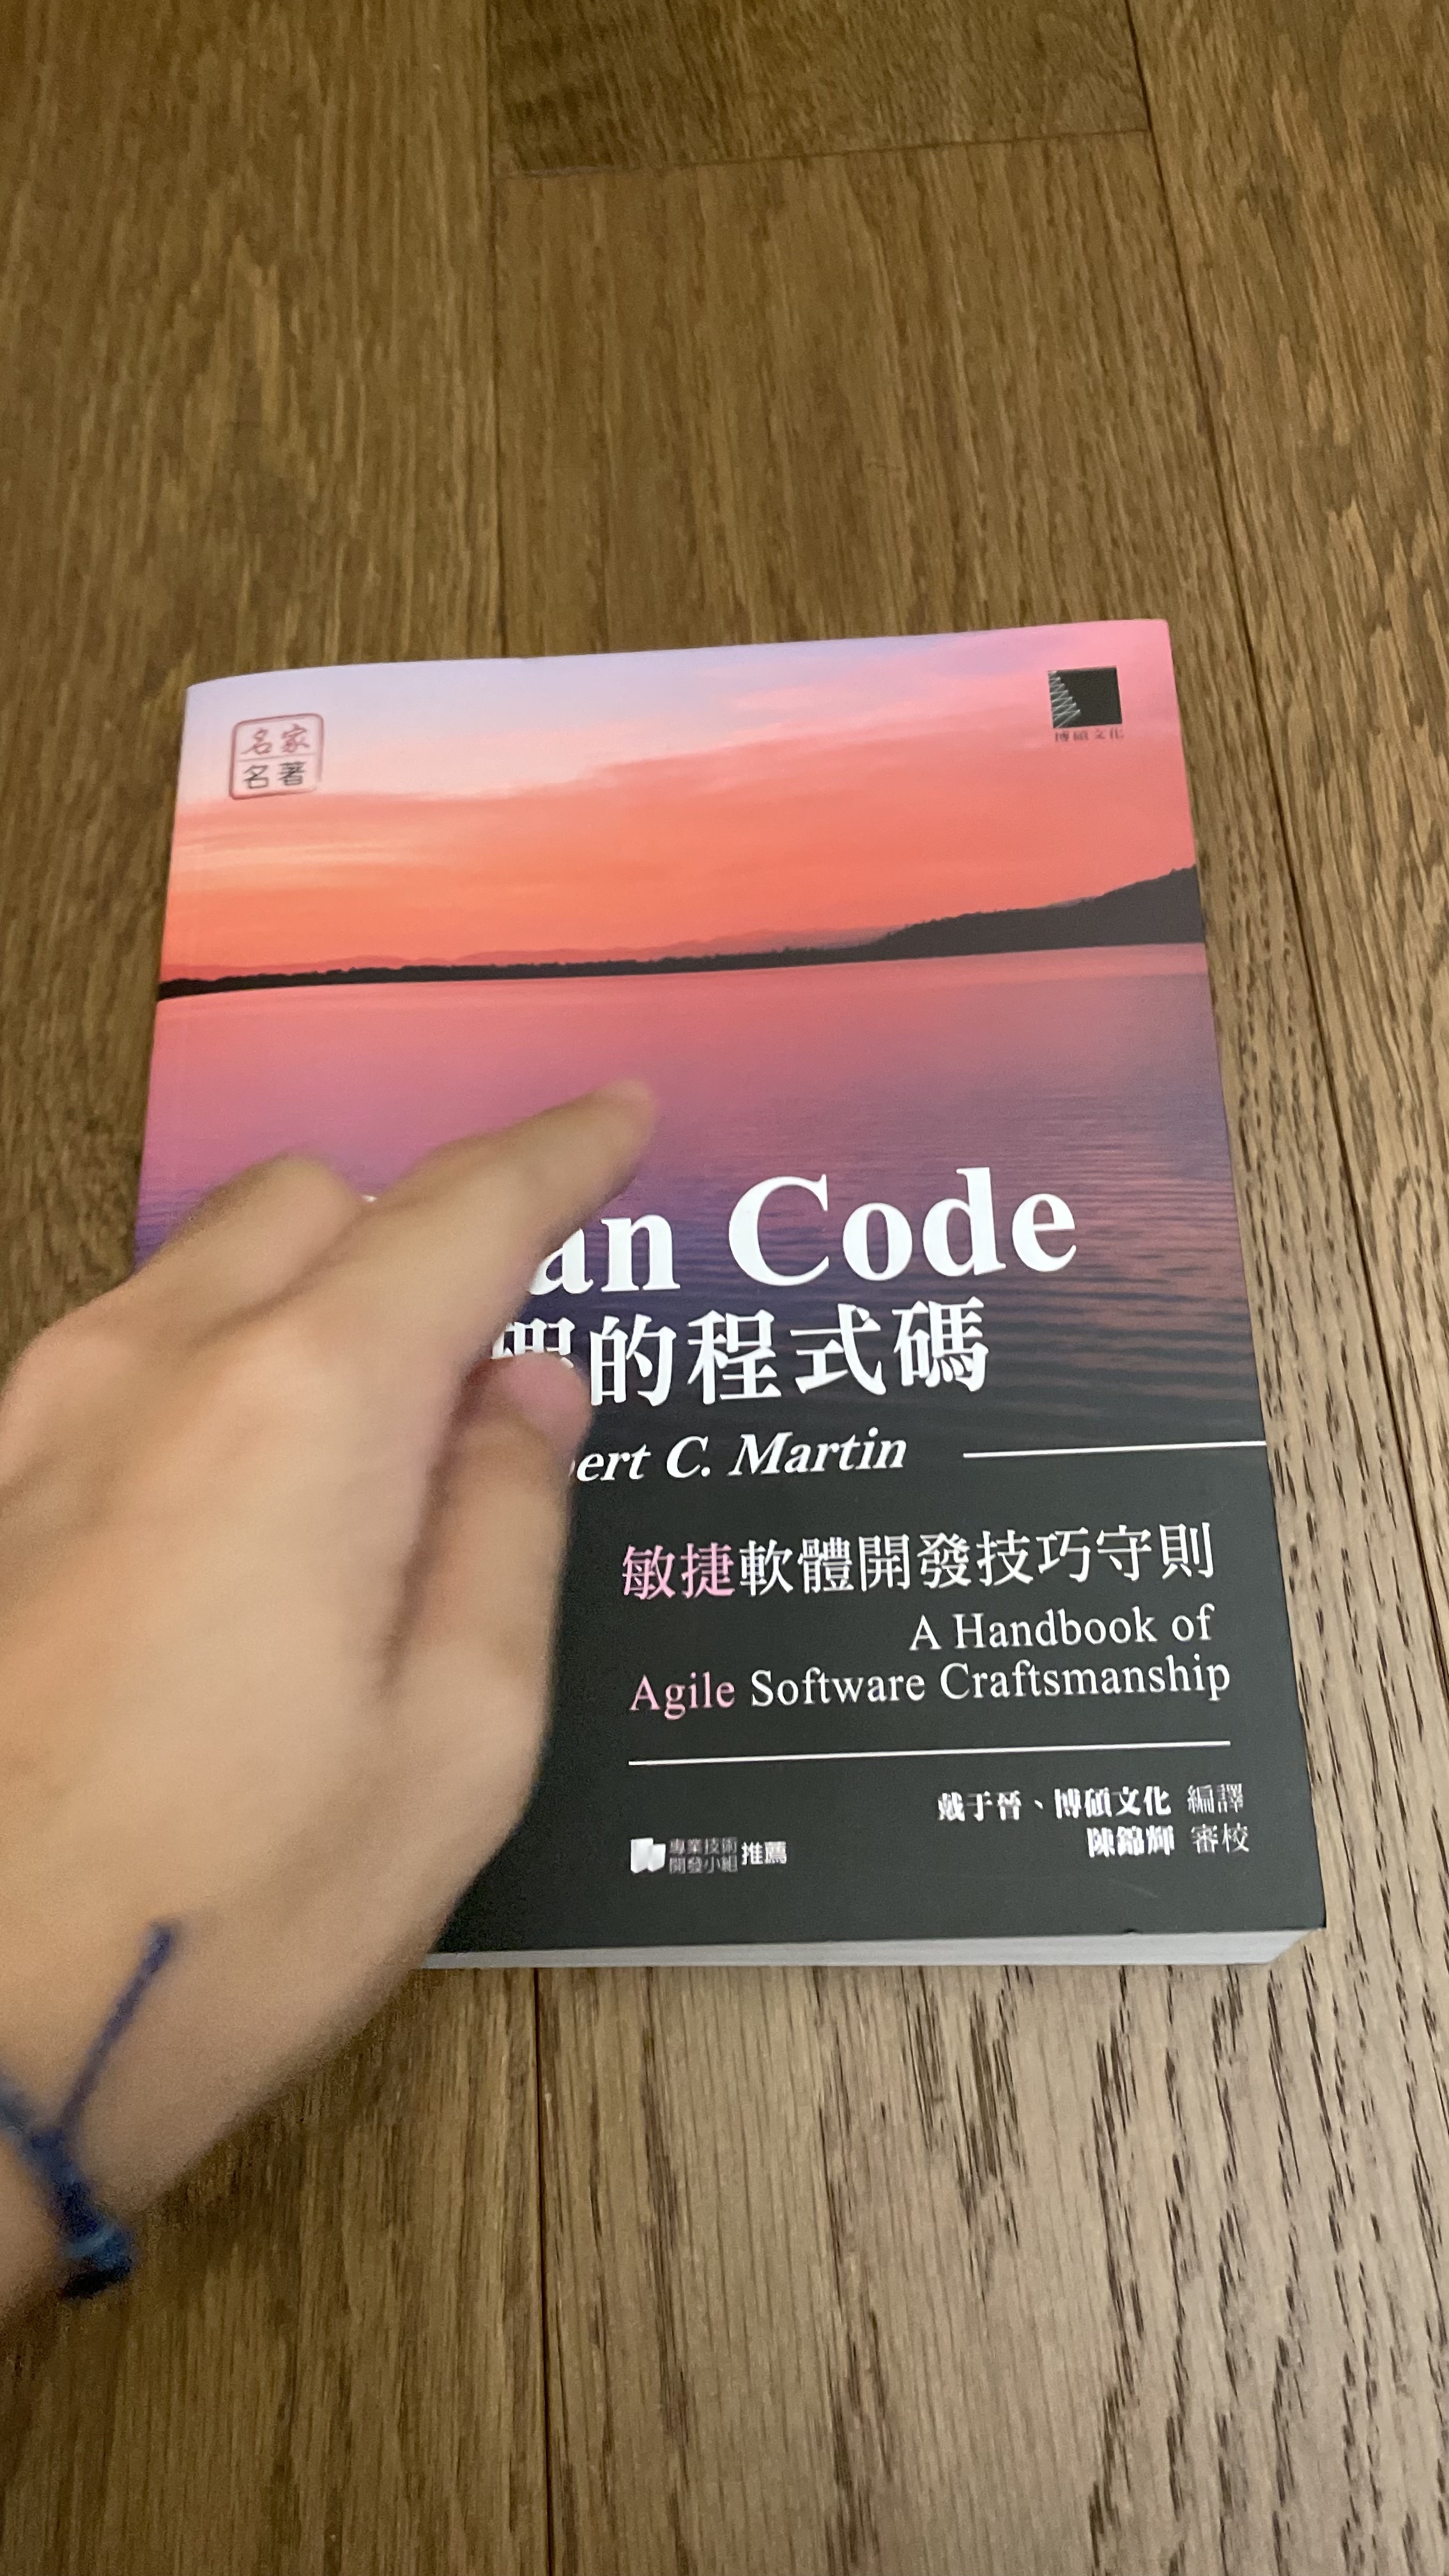 名家
名著
博碩文化
an Code
的程式碼
ert C. Martin
敏捷軟體開發技巧守則
A Handbook of
Agile Software Craftsmanship
戴于晉、博碩文化 編譯
陳錦輝 審校
專業技術
開發小組 推薦